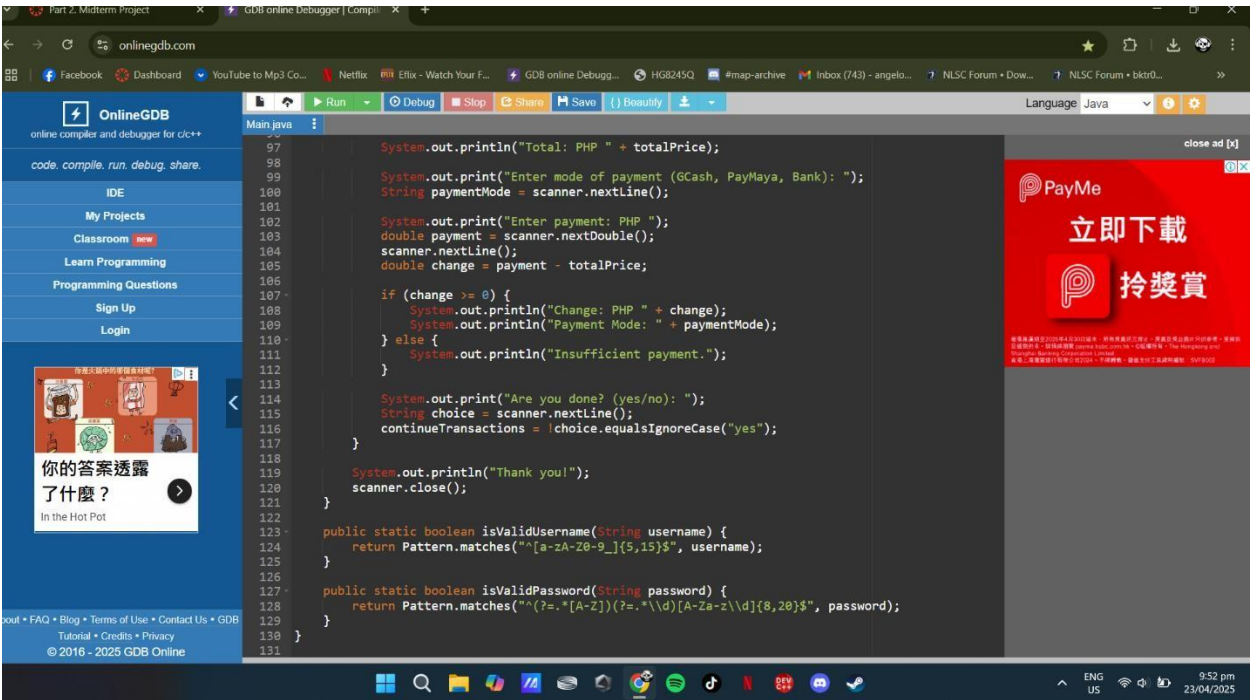 Part 2. Midterm Project
GDB online Debugger | Compil
onlinegdb.com
Facebook
Dashboard
YouTube to Mp3 Co...
Netflix
Eflix - Watch Your F...
GDB online Debugg...
HG8245Q
#map-archive
Inbox (743) - angelo...
NLSC Forum • Dow...
NLSC Forum • bktr0...
OnlineGDB
online compiler and debugger for c/c++
code. compile. run. debug. share.
IDE
My Projects
Classroom new
Learn Programming
Programming Questions
Sign Up
Login
你的答案透露
了什麼？
In the Hot Pot
out • FAQ • Blog • Terms of Use • Contact Us • GDB
Tutorial • Credits • Privacy
© 2016 - 2025 GDB Online
Run
Debug
Stop
Share
Save
{ } Beautify
Language Java
Main.java
97 System.out.println("Total: PHP " + totalPrice);
98
99 System.out.print("Enter mode of payment (GCash, PayMaya, Bank): ");
100 String paymentMode = scanner.nextLine();
101
102 System.out.print("Enter payment: PHP ");
103 double payment = scanner.nextDouble();
104 scanner.nextLine();
105 double change = payment - totalPrice;
106
107 if (change >= 0) {
108 System.out.println("Change: PHP " + change);
109 System.out.println("Payment Mode: " + paymentMode);
110 } else {
111 System.out.println("Insufficient payment.");
112 }
113
114 System.out.print("Are you done? (yes/no): ");
115 String choice = scanner.nextLine();
116 continueTransactions = !choice.equalsIgnoreCase("yes");
117 }
118
119 System.out.println("Thank you!");
120 scanner.close();
121 }
122
123 public static boolean isValidUsername(String username) {
124 return Pattern.matches("^[a-zA-Z0-9_]{5,15}$", username);
125 }
126
127 public static boolean isValidPassword(String password) {
128 return Pattern.matches("^(?=.*[A-Z])(?=.*\\d)[A-Za-z\\d]{8,20}$", password);
129 }
130 }
131
close ad [x]
PayMe
立即下載
拎獎賞
ENG
US
9:52 pm
23/04/2025